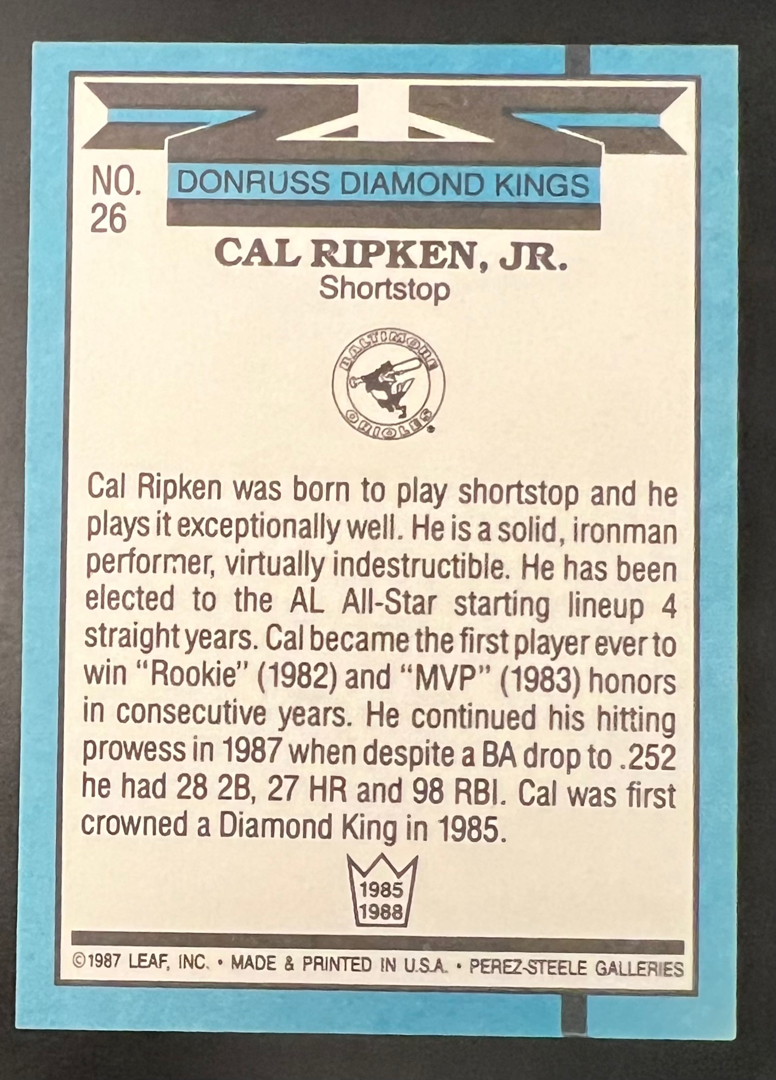 NO.
26
DONRUSS DIAMOND KINGS
CAL RIPKEN, JR.
Shortstop
BALTIMORE
ORIOLES
Cal Ripken was born to play shortstop and he
plays it exceptionally well. He is a solid, ironman
performer, virtually indestructible. He has been
elected to the AL All-Star starting lineup 4
straight years. Cal became the first player ever to
win “Rookie” (1982) and “MVP” (1983) honors
in consecutive years. He continued his hitting
prowess in 1987 when despite a BA drop to .252
he had 28 2B, 27 HR and 98 RBI. Cal was first
crowned a Diamond King in 1985.
1985
1988
©1987 LEAF, INC. • MADE & PRINTED IN U.S.A. • PEREZ-STEELE GALLERIES